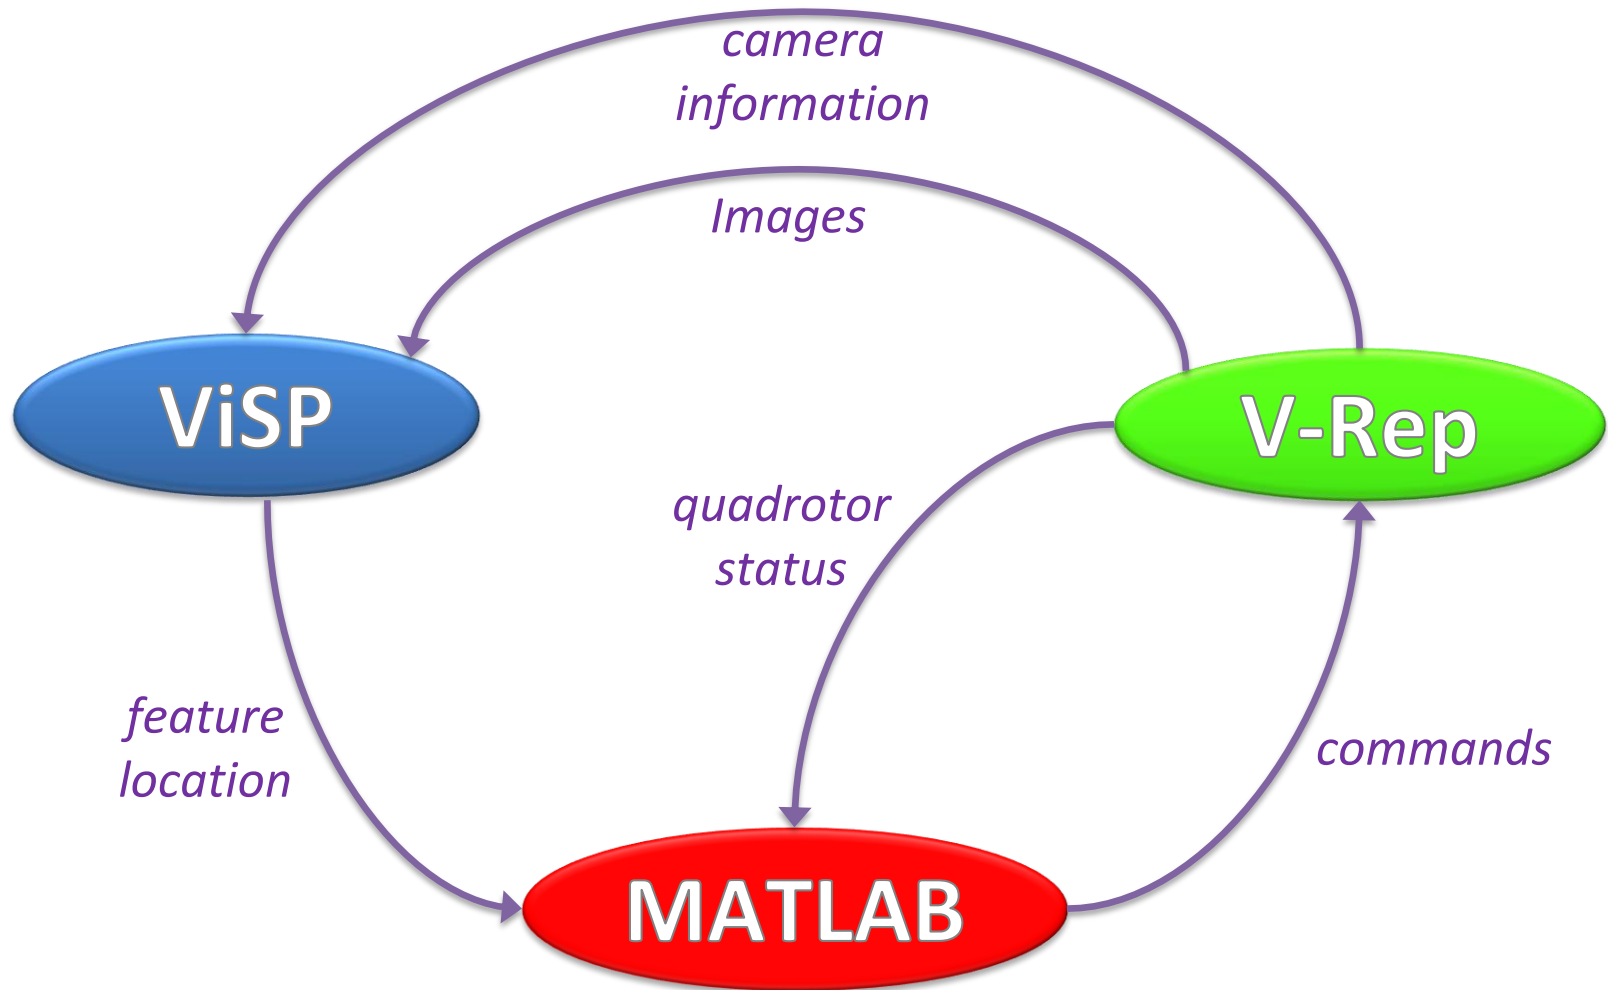 camera
information
Images
ViSP
V-Rep
quadrotor
status
feature
location
commands
MATLAB